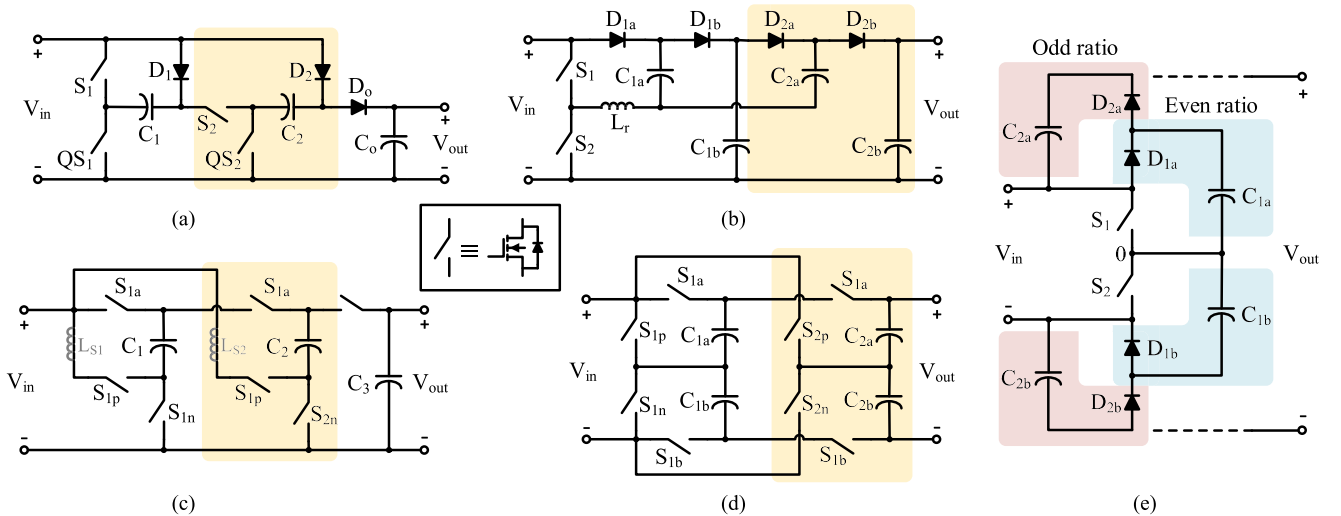 +
S₁
D₁
D₂
Dₒ
+
Vᵢₙ
C₁
S₂
C₂
QS₁
QS₂
Cₒ
Vₒᵤₜ
-
-
(a)
D₁ₐ
D₁b
D₂ₐ
D₂b
+
+
S₁
C₁ₐ
C₂ₐ
Vᵢₙ
Lᵣ
Vₒᵤₜ
S₂
C₁b
C₂b
-
-
(b)
≡
S₁ₐ
S₁ₐ
+
+
L_S1
C₁
L_S2
C₂
Vᵢₙ
S₁ₚ
S₁ₚ
C₃
Vₒᵤₜ
S₁ₙ
S₂ₙ
-
-
(c)
S₁ₐ
S₁ₐ
+
+
S₁ₚ
C₁ₐ
S₂ₚ
C₂ₐ
Vᵢₙ
Vₒᵤₜ
S₁ₙ
C₁b
S₂ₙ
C₂b
-
-
S₁b
S₁b
(d)
Odd ratio
+
D₂ₐ
Even ratio
C₂ₐ
D₁ₐ
C₁ₐ
+
S₁
Vᵢₙ
0
Vₒᵤₜ
S₂
-
C₁b
D₁b
C₂b
D₂b
-
(e)